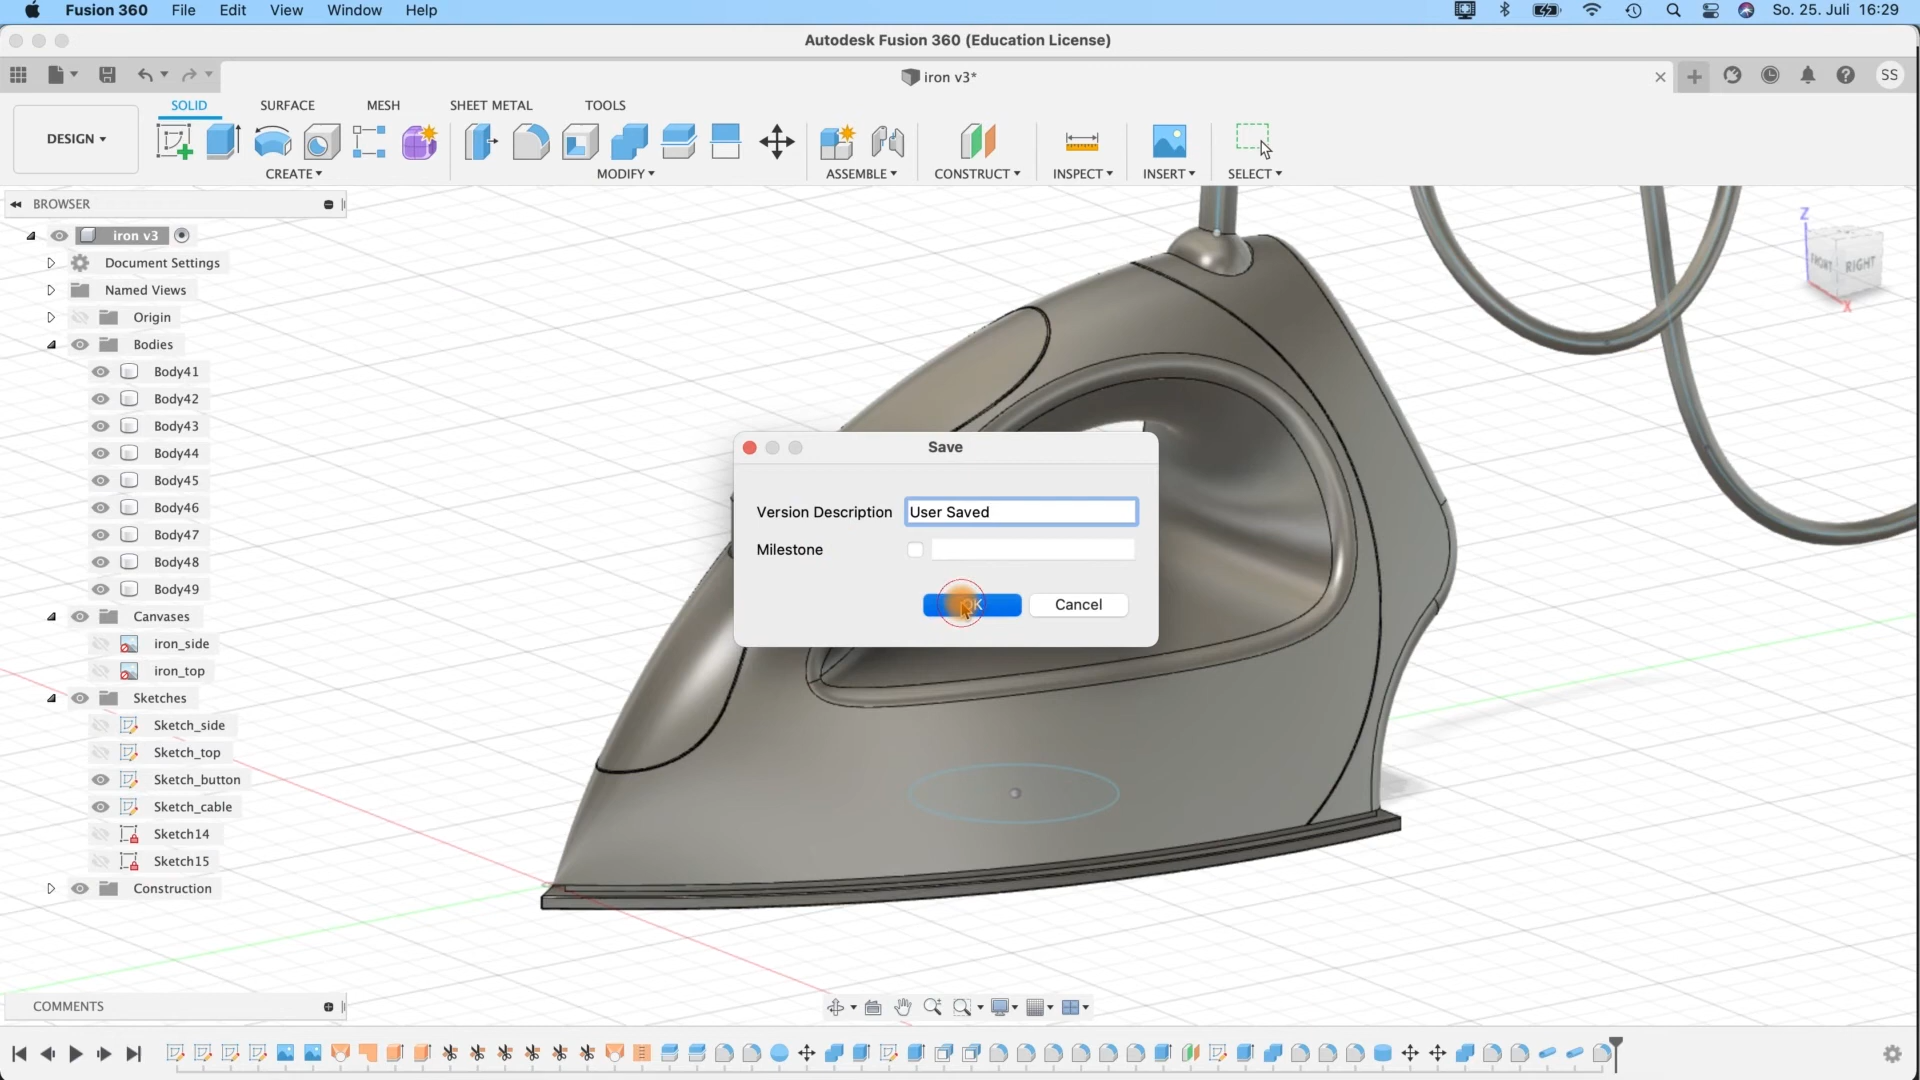 Fusion 360 File Edit View Window Help So. 25. Juli 16:29
Autodesk Fusion 360 (Education License)
iron v3* SS
DESIGN
SOLID SURFACE MESH SHEET METAL TOOLS
CREATE MODIFY ASSEMBLE CONSTRUCT INSPECT INSERT SELECT
BROWSER
iron v3
Document Settings
Named Views
Origin
Bodies
Body41
Body42
Body43
Body44
Body45
Body46
Body47
Body48
Body49
Canvases
iron_side
iron_top
Sketches
Sketch_side
Sketch_top
Sketch_button
Sketch_cable
Sketch14
Sketch15
Construction
Z
FRONT RIGHT
X
Save
Version Description User Saved
Milestone
OK Cancel
COMMENTS